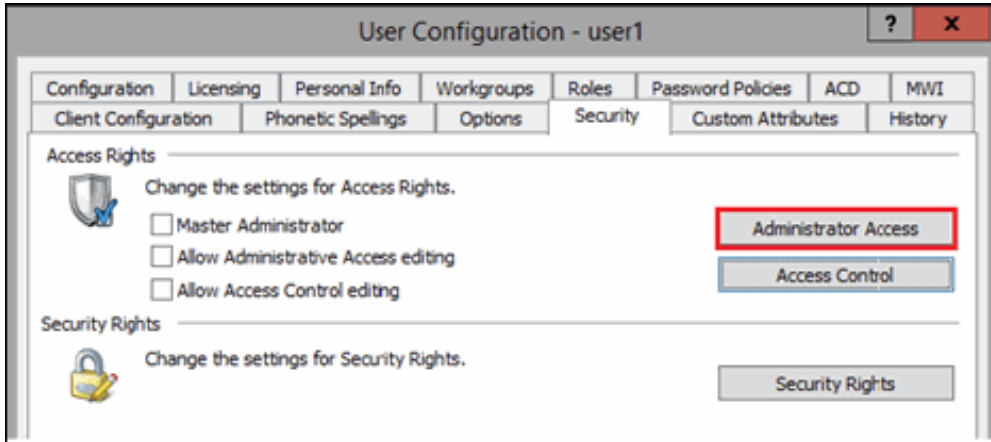 User Configuration - user1 ? x
Configuration Licensing Personal Info Workgroups Roles Password Policies ACD MWI
Client Configuration Phonetic Spellings Options Security Custom Attributes History
Access Rights
Change the settings for Access Rights.
Master Administrator Administrator Access
Allow Administrative Access editing
Access Control
Allow Access Control editing
Security Rights
Change the settings for Security Rights.
Security Rights